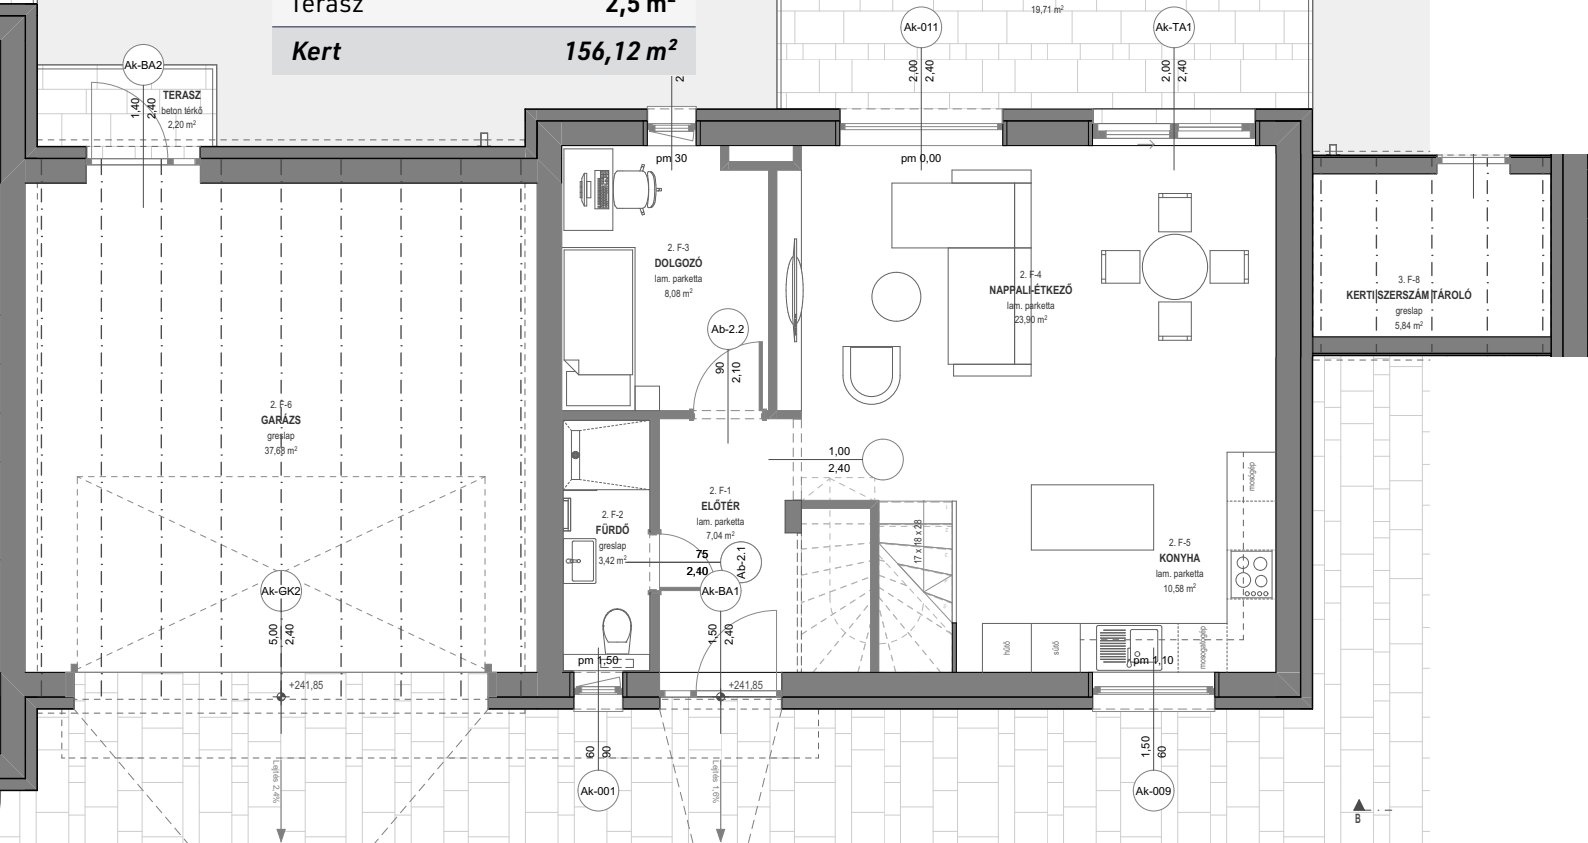 Terasz 2,5 m²
Kert 156,12 m²
19,71 m²
Ak-011
Ak-TA1
2,00
2,40
2,00
2,40
Ak-BA2
1,40
2,40
TERASZ
beton térkő
2,20 m²
pm 30
pm 0,00
2. F-3
DOLGOZÓ
lam. parketta
8,08 m²
2. F-4
NAPPALI-ÉTKEZŐ
lam. parketta
23,90 m²
3. F-8
KERTI SZERSZÁM TÁROLÓ
greslap
5,84 m²
Ab-2.2
90
2,10
2. F-6
GARÁZS
greslap
37,63 m²
1,00
2,40
mosógép
2. F-1
ELŐTÉR
lam. parketta
7,04 m²
2. F-2
FÜRDŐ
greslap
3,42 m²
75
2,40
Ab-2.1
17 x 18 x 28
2. F-5
KONYHA
lam. parketta
10,58 m²
Ak-GK2
5,00
2,40
Ak-BA1
1,50
2,40
hűtő
sütő
mosogatógép
pm 1,50
pm 1,10
+241,85
+241,85
60
90
1,50
60
Lejtés 2,4%
Lejtés 1,6%
Ak-001
Ak-009
B